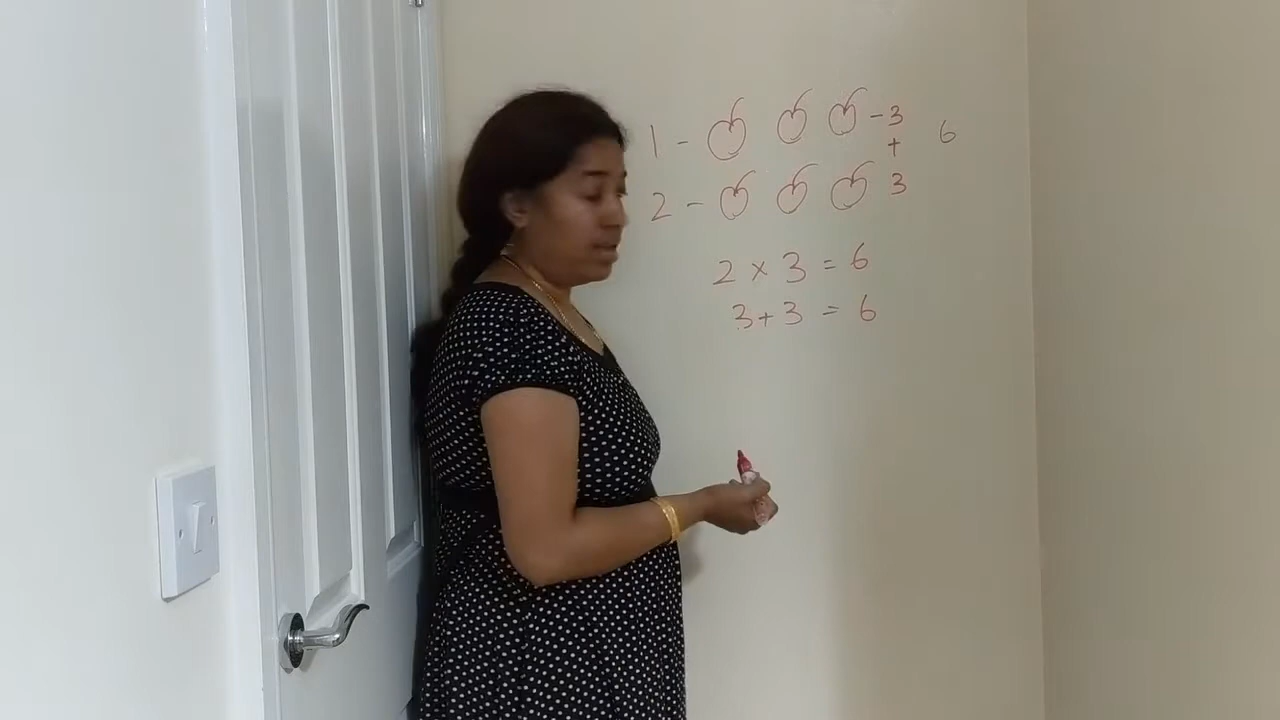 1 - - 3
+ 6
2 - 3
2 × 3 = 6
3 + 3 = 6